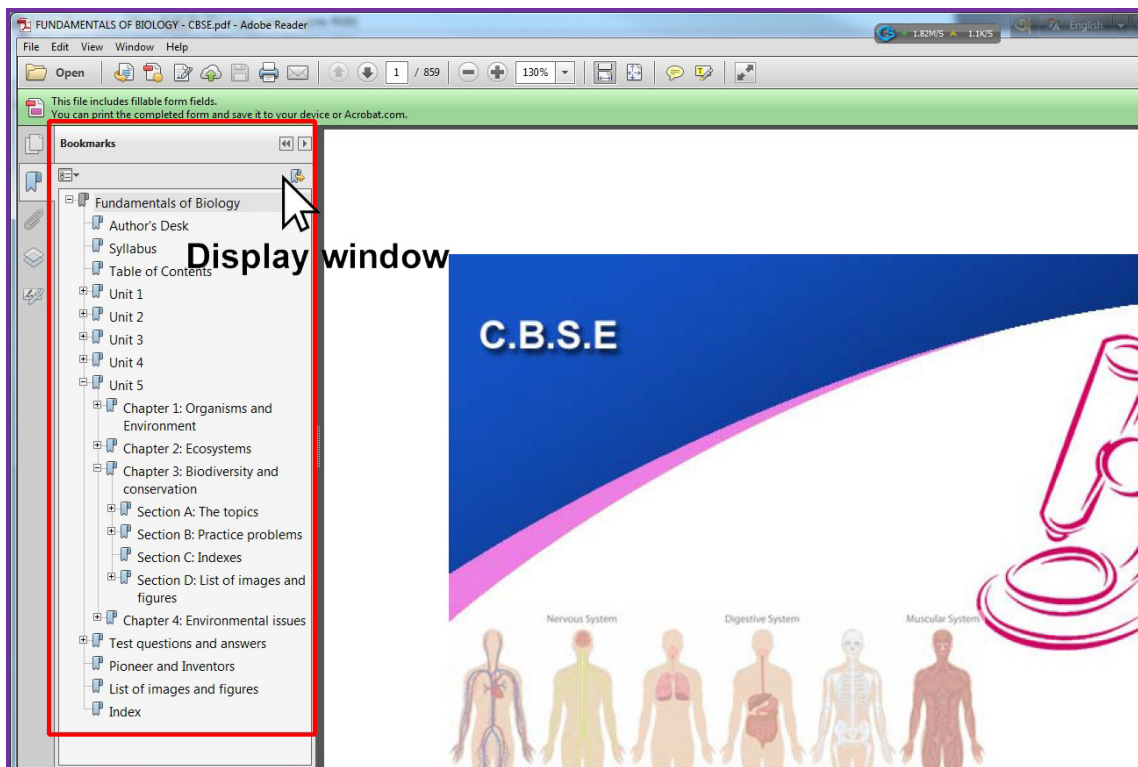 FUNDAMENTALS OF BIOLOGY - CBSE.pdf - Adobe Reader
1.82M/S 1.1K/S
English
File Edit View Window Help
Open 1 / 859 130%
This file includes fillable form fields.
You can print the completed form and save it to your device or Acrobat.com.
Bookmarks
Fundamentals of Biology
Author's Desk
Syllabus
Display window
Table of Contents
Unit 1
Unit 2
Unit 3
Unit 4
Unit 5
Chapter 1: Organisms and
Environment
Chapter 2: Ecosystems
Chapter 3: Biodiversity and
conservation
Section A: The topics
Section B: Practice problems
Section C: Indexes
Section D: List of images and
figures
Chapter 4: Environmental issues
Test questions and answers
Pioneer and Inventors
List of images and figures
Index
C.B.S.E
Nervous System Digestive System Muscular System